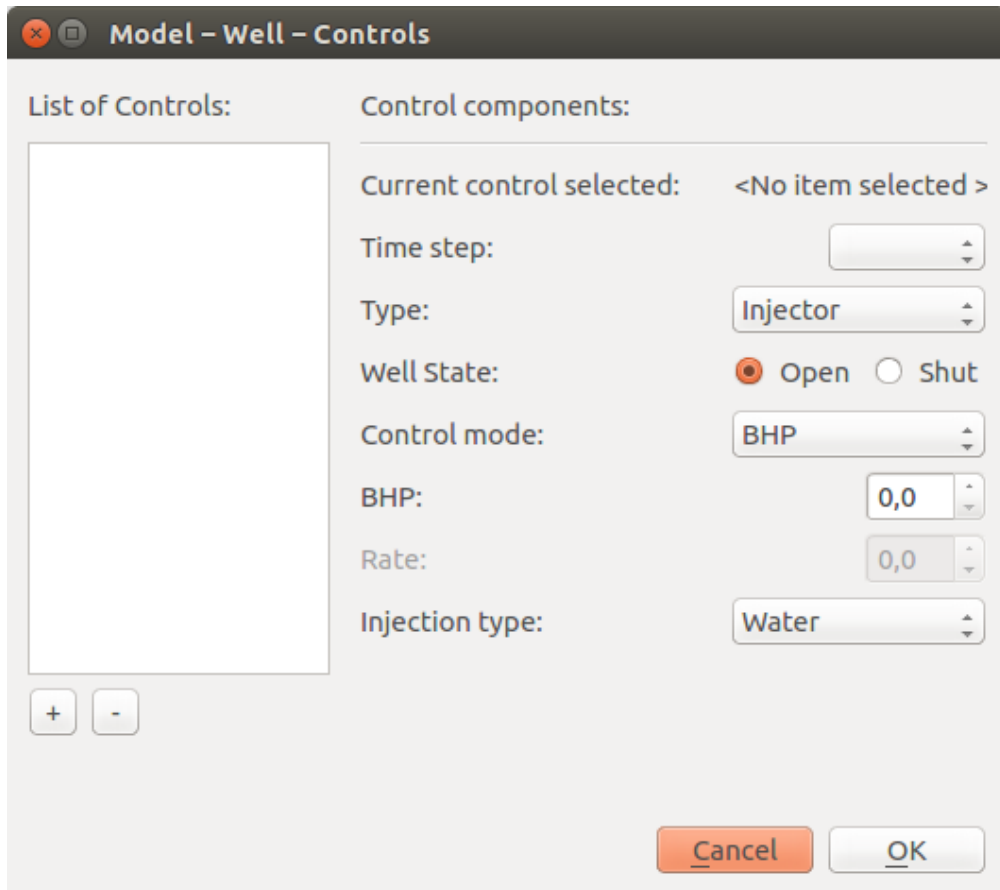 Model – Well – Controls
List of Controls:
Control components:
Current control selected: <No item selected >
Time step:
Type: Injector
Well State: Open Shut
Control mode: BHP
BHP: 0,0
Rate: 0,0
Injection type: Water
+ -
Cancel OK